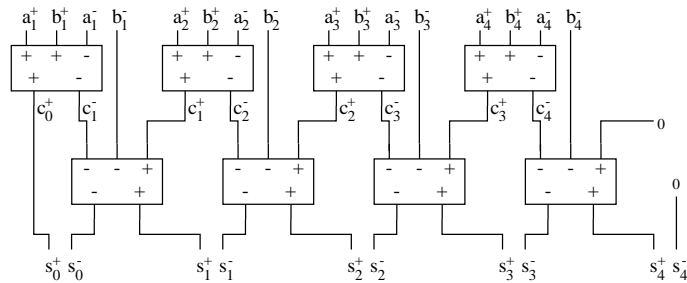 a₁⁺ b₁⁺ a₁⁻ b₁⁻ a₂⁺ b₂⁺ a₂⁻ b₂⁻ a₃⁺ b₃⁺ a₃⁻ b₃⁻ a₄⁺ b₄⁺ a₄⁻ b₄⁻
+ + - + + - + + - + + -
+ - + - + - + -
c₀⁺ c₁⁻ c₁⁺ c₂⁻ c₂⁺ c₃⁻ c₃⁺ c₄⁻
0
- - + - - + - - + - - +
- + - + - + - +
0
s₀⁺ s₀⁻ s₁⁺ s₁⁻ s₂⁺ s₂⁻ s₃⁺ s₃⁻ s₄⁺ s₄⁻